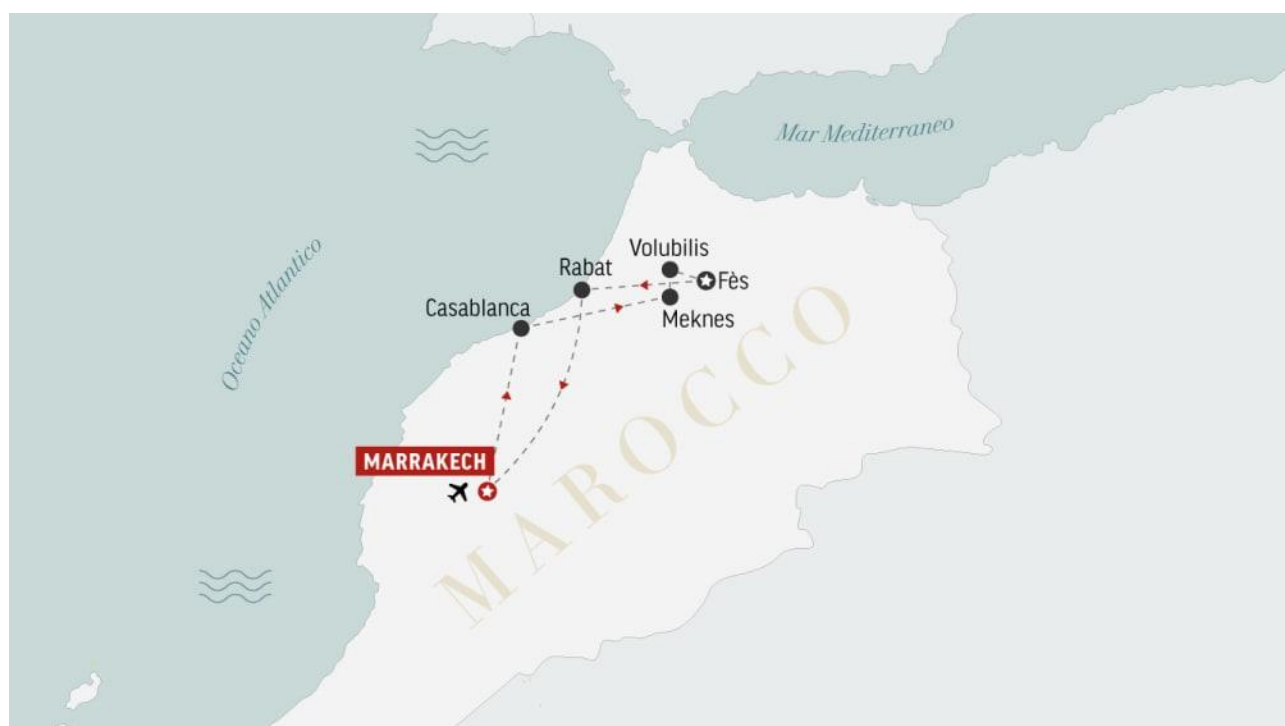 Mar Mediterraneo
Oceano Atlantico
Volubilis
Rabat
Fès
Casablanca
Meknes
MARRAKECH
MAROCCO